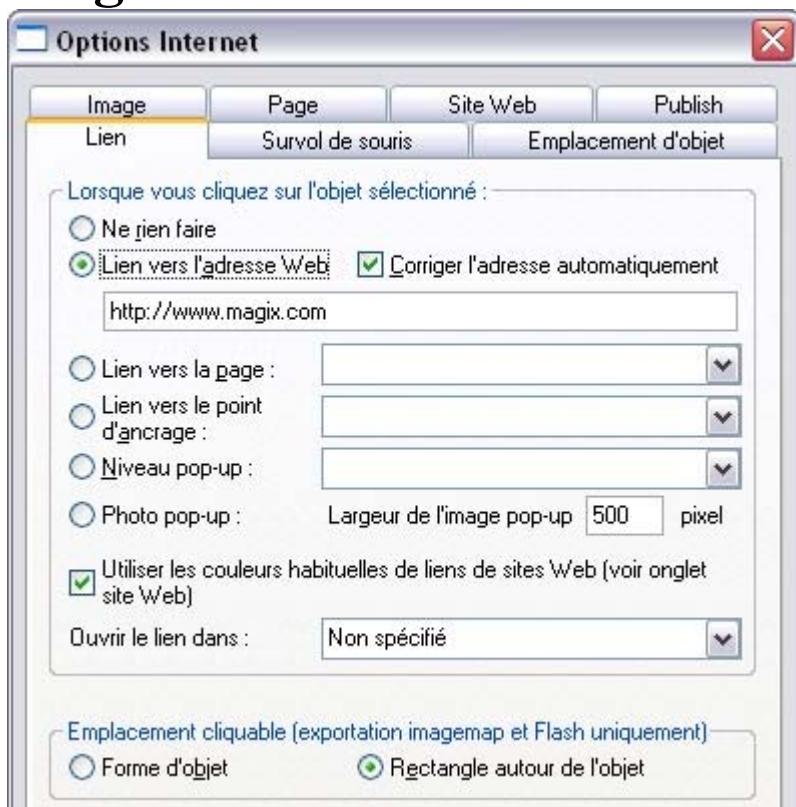 Options Internet
Image Page Site Web Publish
Lien Survol de souris Emplacement d'objet
Lorsque vous cliquez sur l'objet sélectionné :
Ne rien faire
Lien vers l'adresse Web Corriger l'adresse automatiquement
http://www.magix.com
Lien vers la page :
Lien vers le point
d'ancrage :
Niveau pop-up :
Photo pop-up : Largeur de l'image pop-up 500 pixel
Utiliser les couleurs habituelles de liens de sites Web (voir onglet
site Web)
Ouvrir le lien dans : Non spécifié
Emplacement cliquable (exportation imagemap et Flash uniquement)
Forme d'objet Rectangle autour de l'objet